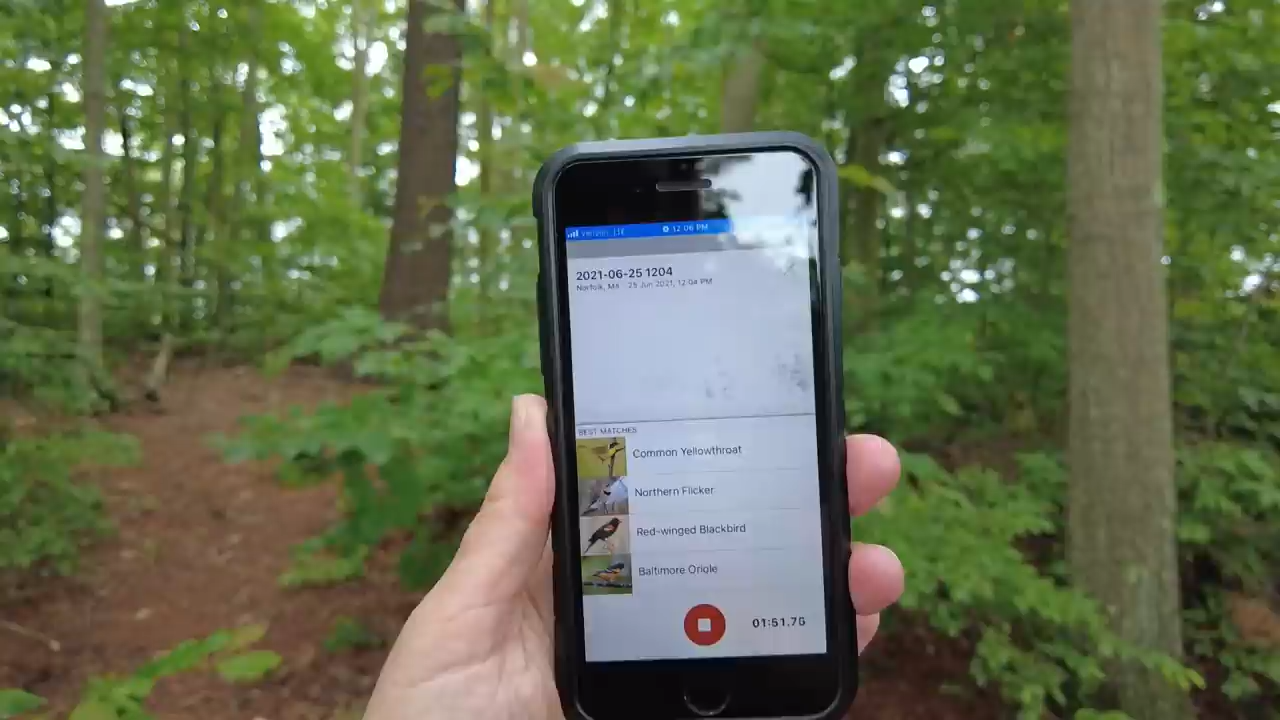 Verizon LTE 12:06 PM
2021-06-25 1204
Norfolk, MA 25 Jun 2021, 12:04 PM
BEST MATCHES
Common Yellowthroat
Northern Flicker
Red-winged Blackbird
Baltimore Oriole
01:51.76